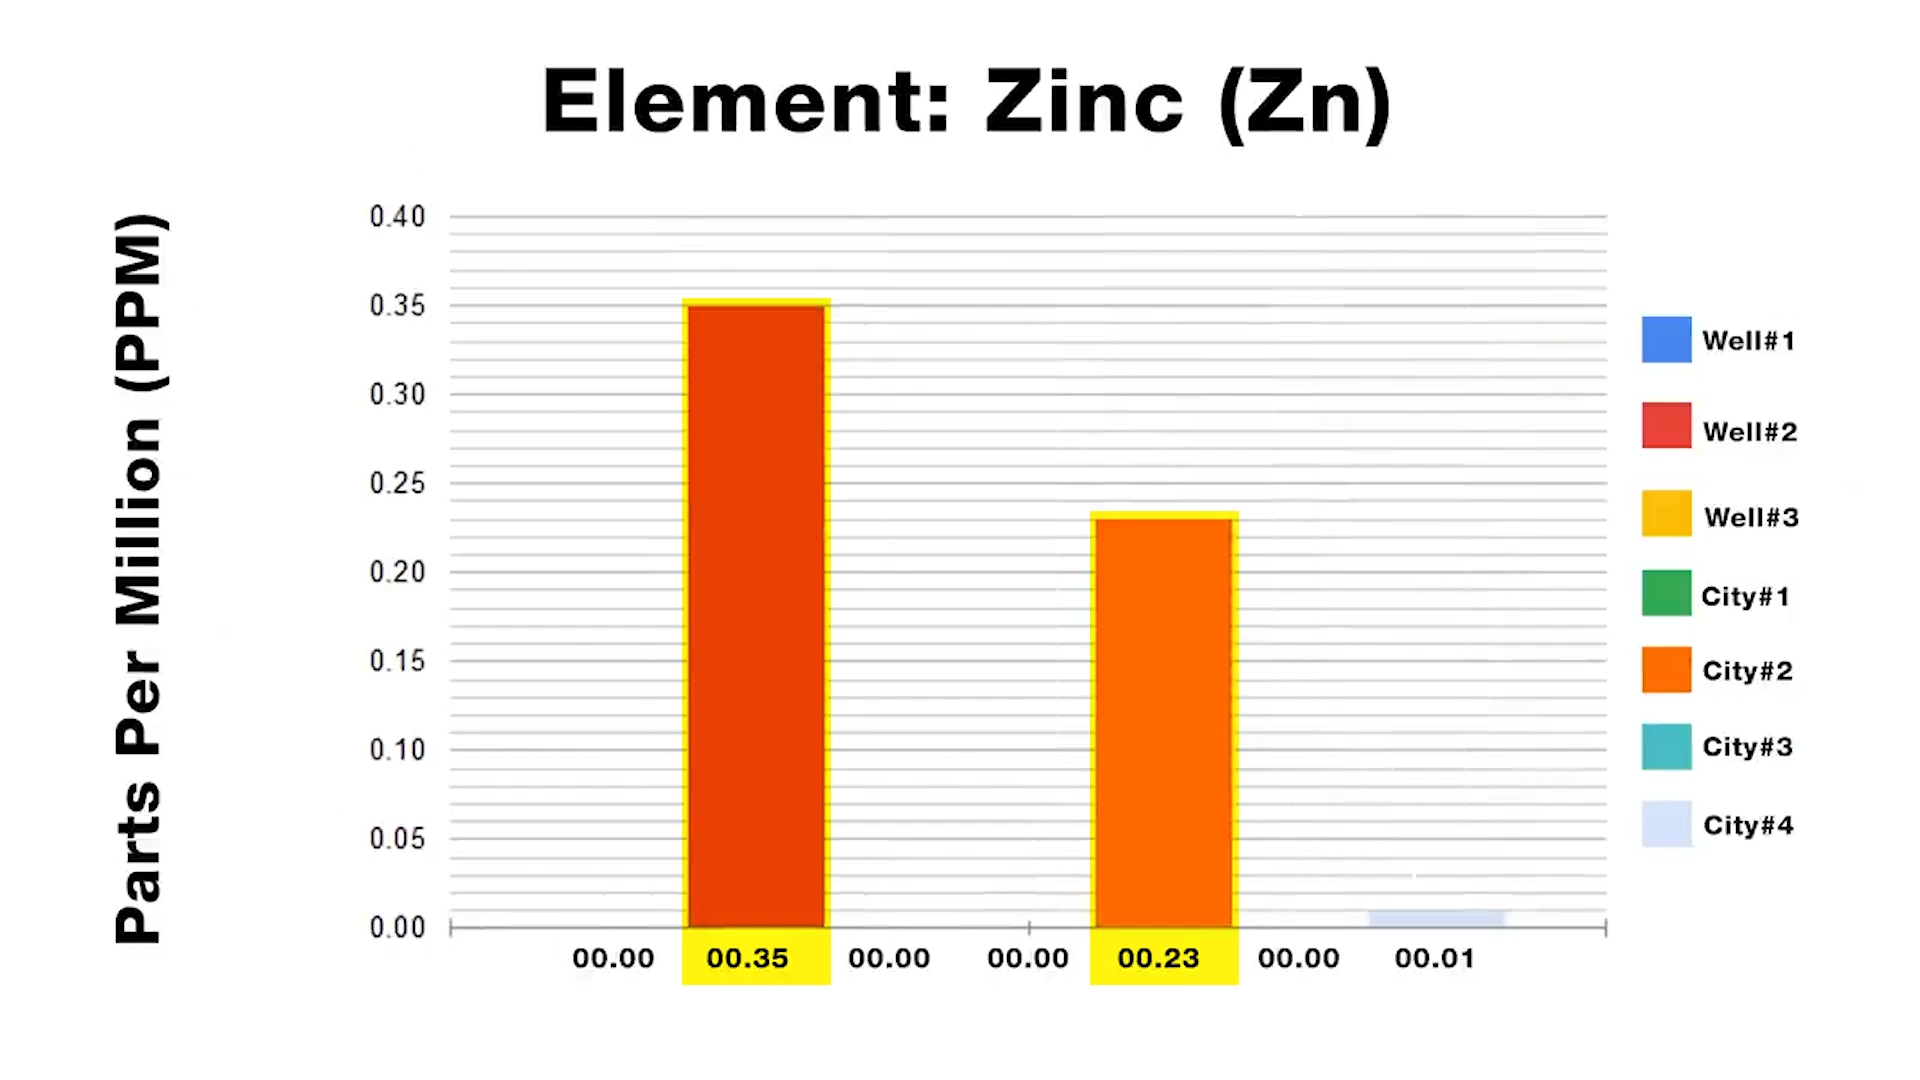 Element: Zinc (Zn)
Parts Per Million (PPM)
0.40
0.35
0.30
0.25
0.20
0.15
0.10
0.05
0.00
00.00 00.35 00.00 00.00 00.23 00.00 00.01
Well#1
Well#2
Well#3
City#1
City#2
City#3
City#4